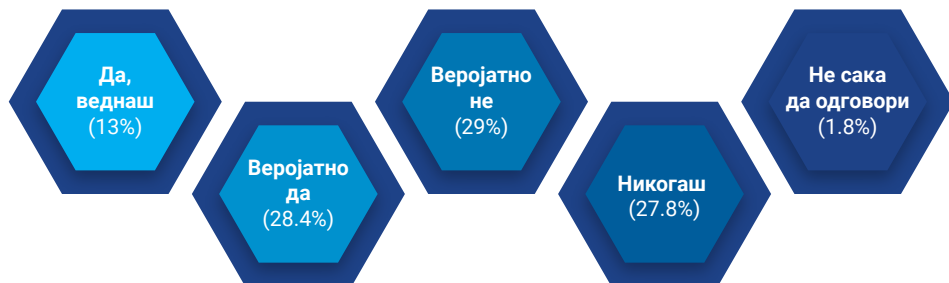 Да,
веднаш
(13%)
Веројатно
да
(28.4%)
Веројатно
не
(29%)
Никогаш
(27.8%)
Не сака
да одговори
(1.8%)